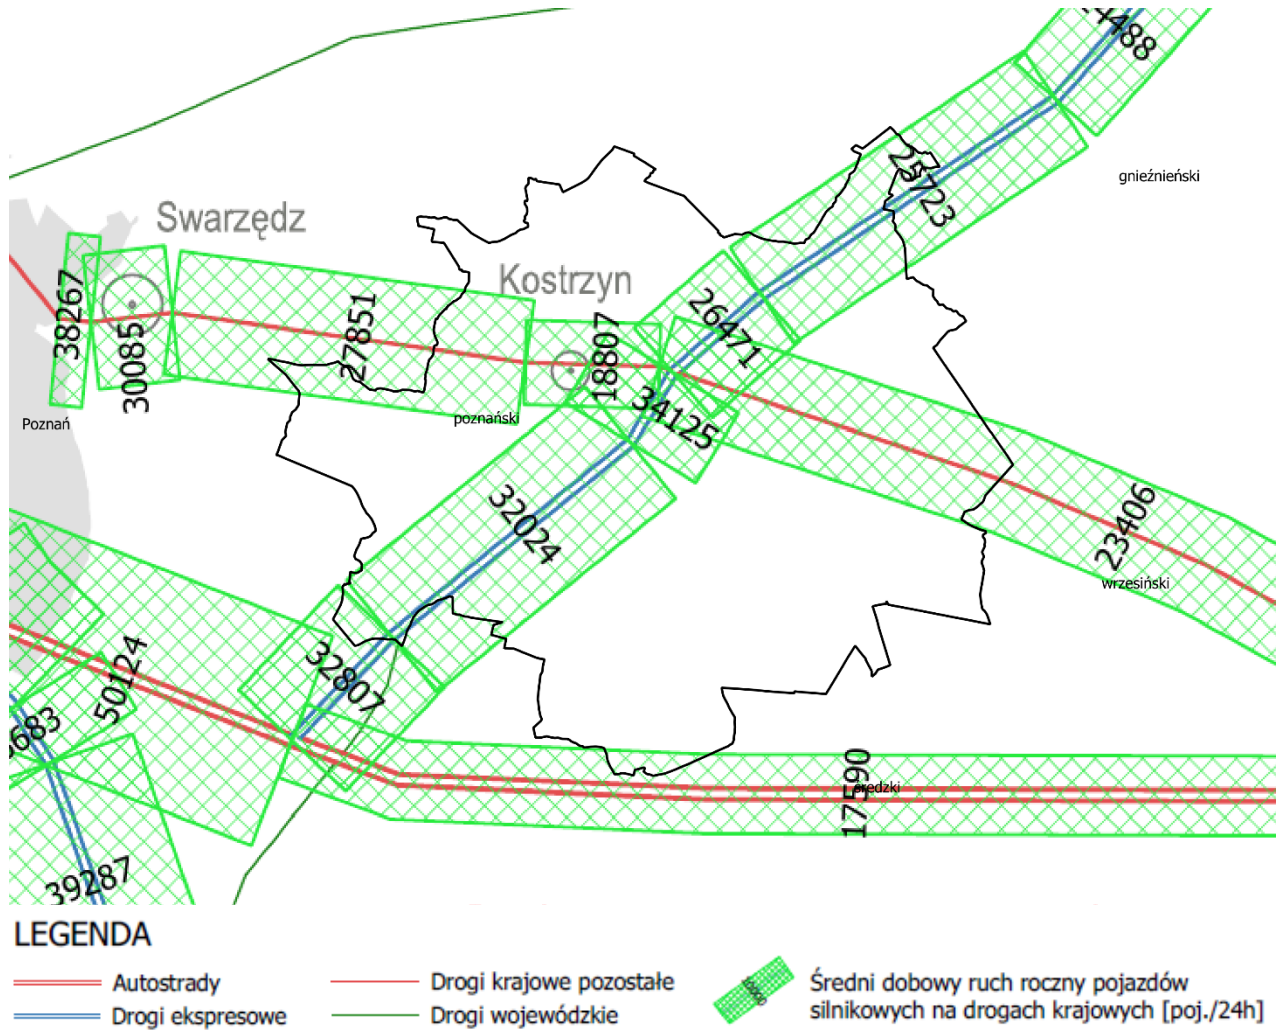 24488
gnieźnieński
25723
Swarzędz
Kostrzyn
38267
30085
27851
18807
26471
34125
Poznań
poznański
32024
23406
wrzesiński
50124
32807
średzki
17590
39287
LEGENDA
Autostrady
Drogi ekspresowe
Drogi krajowe pozostałe
Drogi wojewódzkie
10000
Średni dobowy ruch roczny pojazdów
silnikowych na drogach krajowych [poj./24h]